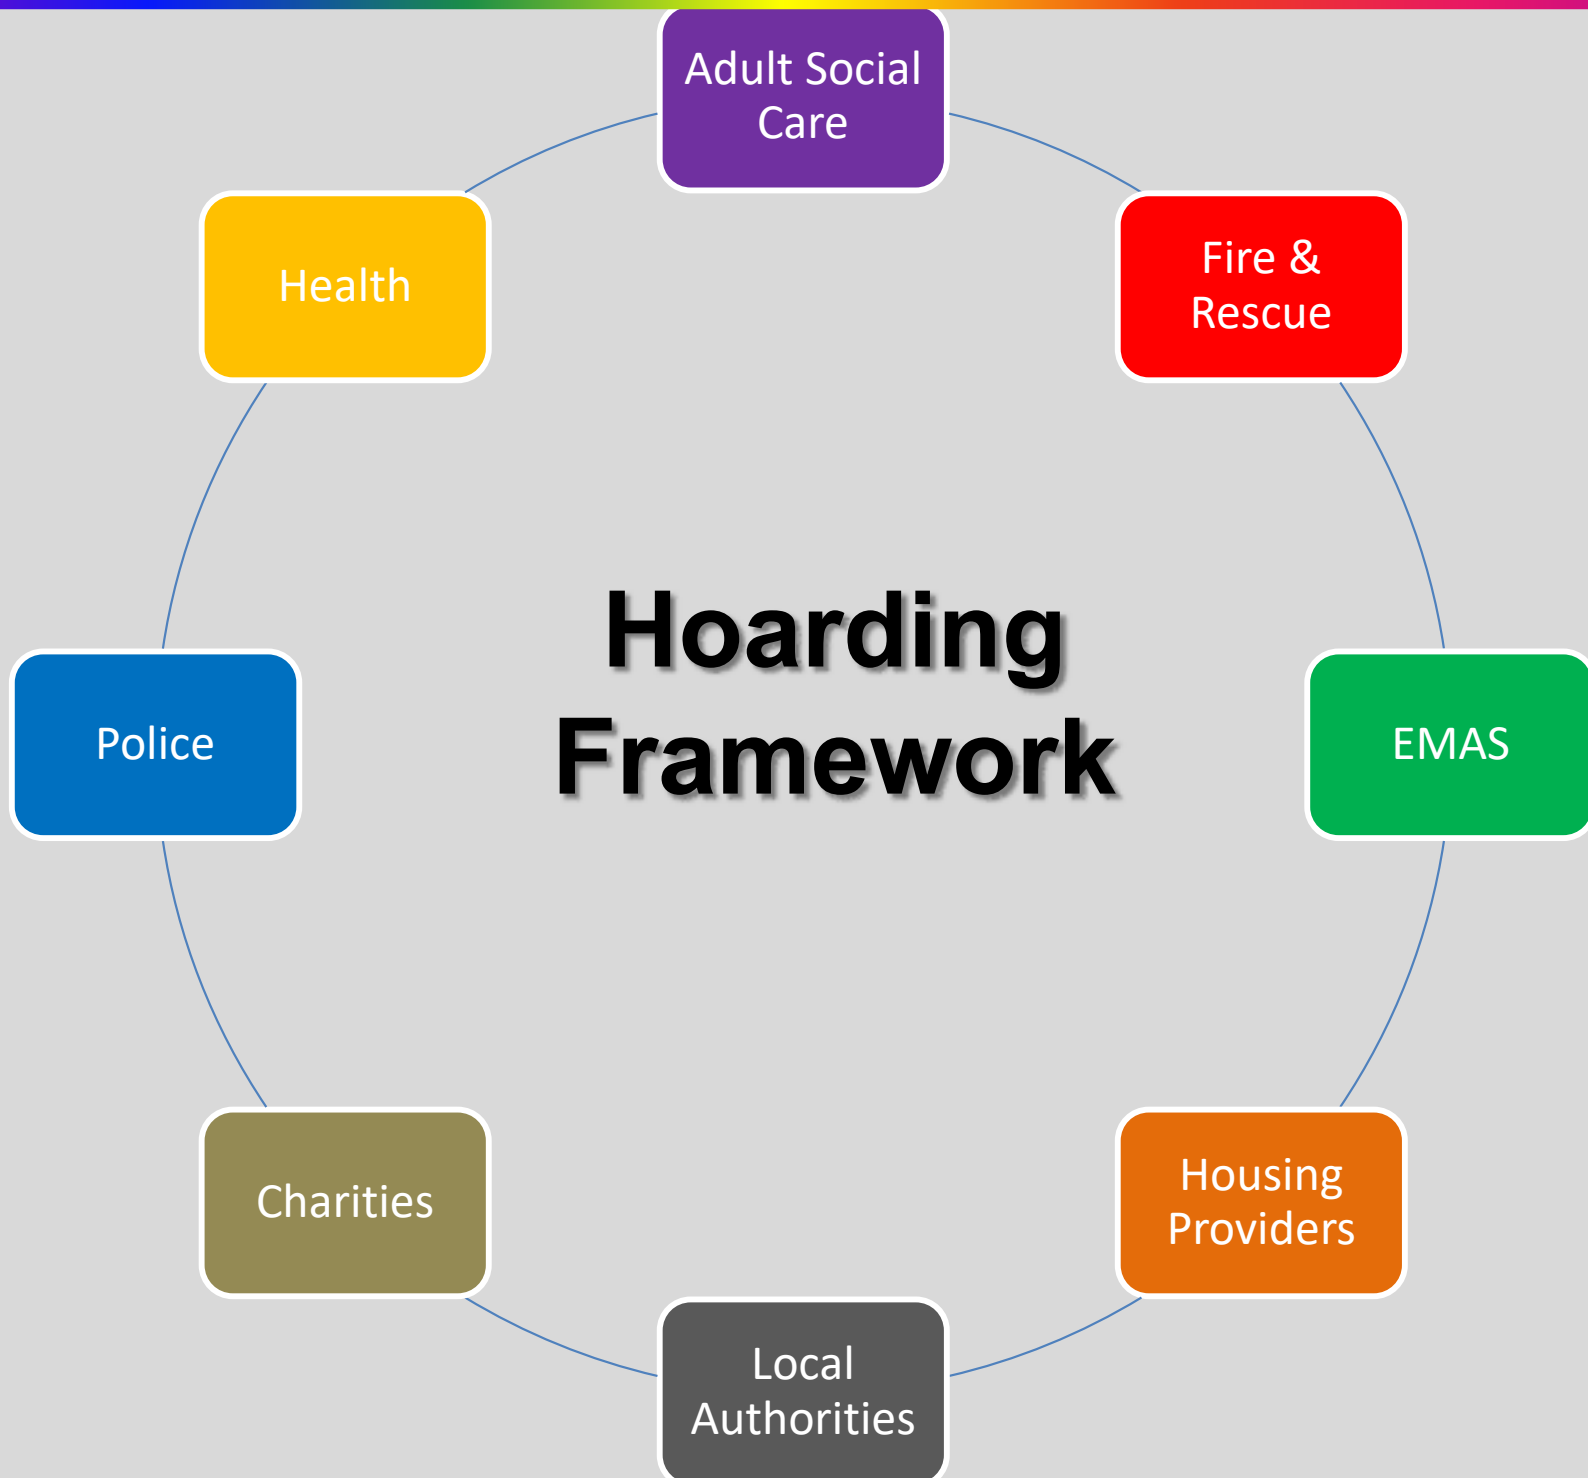 Adult Social
Care
Fire &
Rescue
Health
Hoarding
Framework
Police
EMAS
Housing
Providers
Charities
Local
Authorities